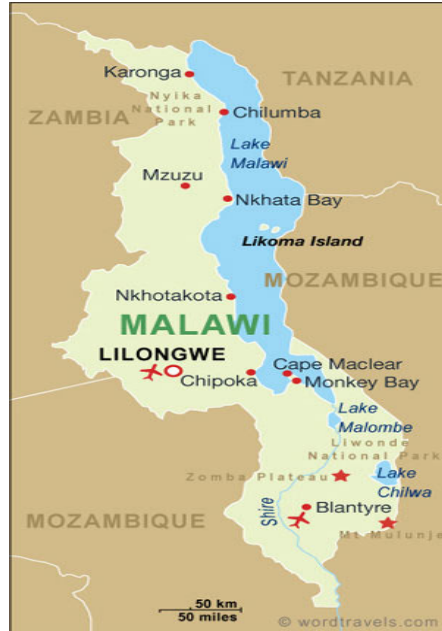 Karonga
TANZANIA
Nyika
National
Park
ZAMBIA
Chilumba
Lake
Malawi
Mzuzu
Nkhata Bay
Likoma Island
MOZAMBIQUE
Nkhotakota
MALAWI
LILONGWE
Cape Maclear
Chipoka
Monkey Bay
Lake
Malombe
Liwonde
National Park
Zomba Plateau
Lake
Chilwa
Shire
Blantyre
MOZAMBIQUE
Mt Mulunje
50 km
50 miles
© wordtravels.com